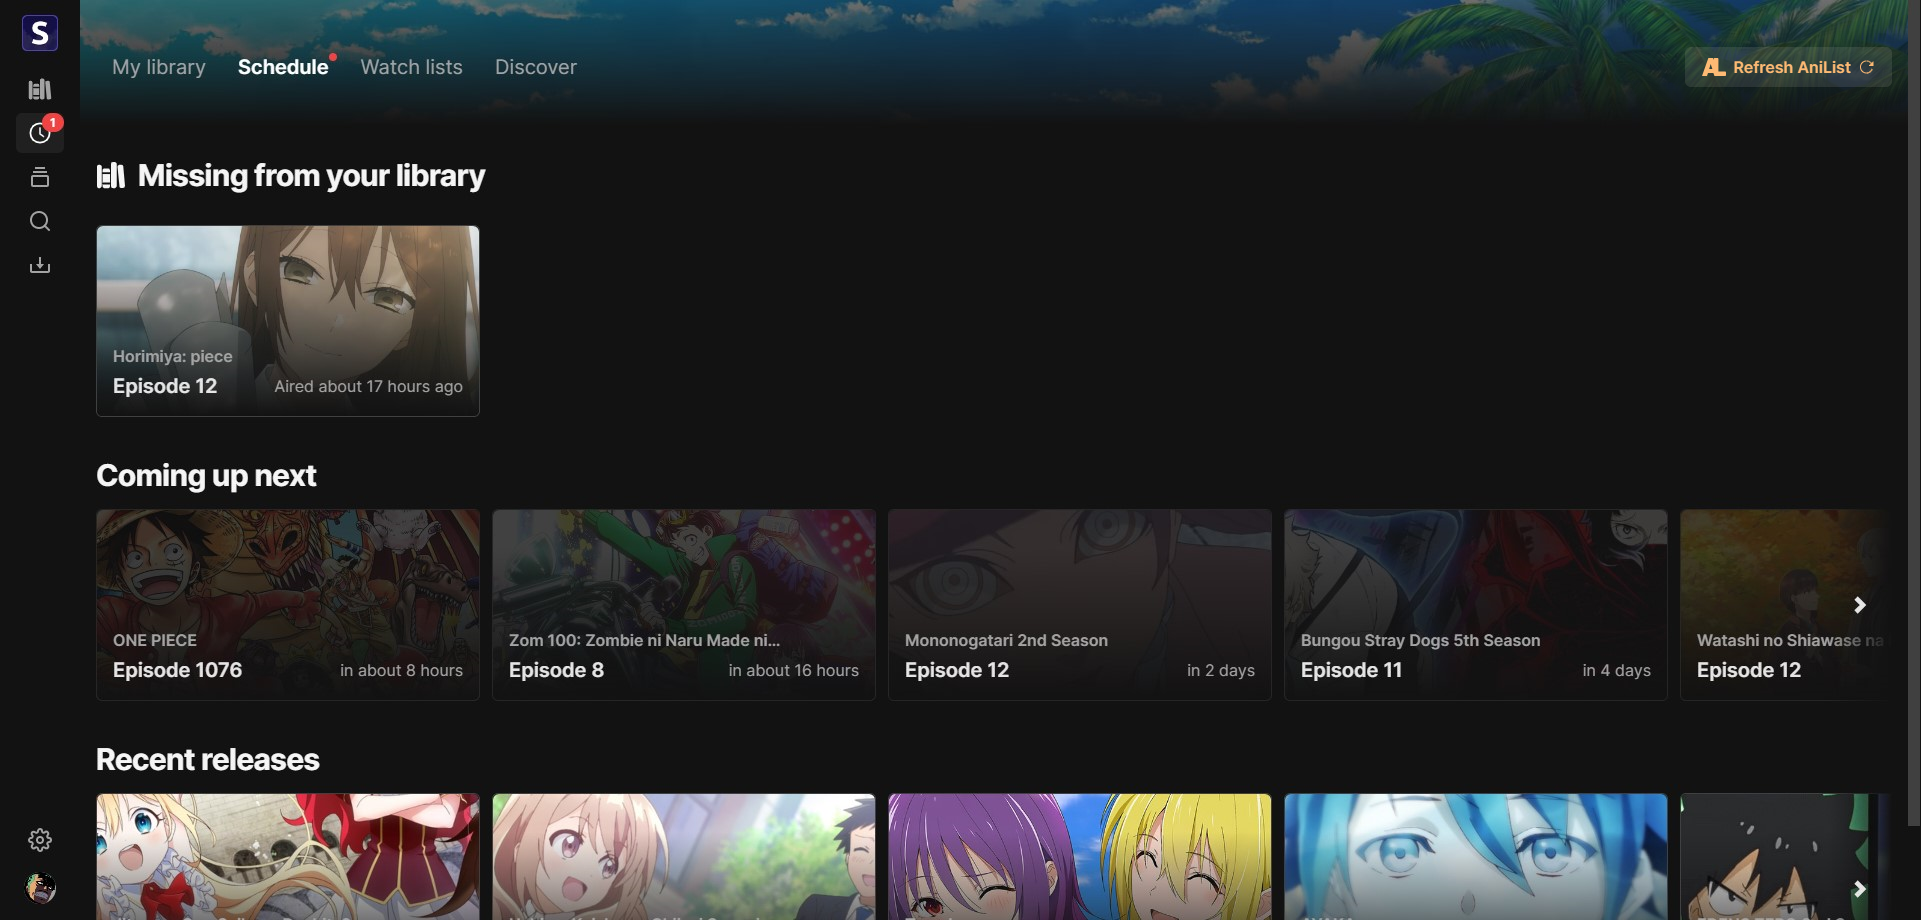 S
My library
Schedule
Watch lists
Discover
AL Refresh AniList
1
Missing from your library
Horimiya: piece
Episode 12
Aired about 17 hours ago
Coming up next
ONE PIECE
Episode 1076
in about 8 hours
Zom 100: Zombie ni Naru Made ni...
Episode 8
in about 16 hours
Mononogatari 2nd Season
Episode 12
in 2 days
Bungou Stray Dogs 5th Season
Episode 11
in 4 days
Watashi no Shiawase na
Episode 12
Recent releases